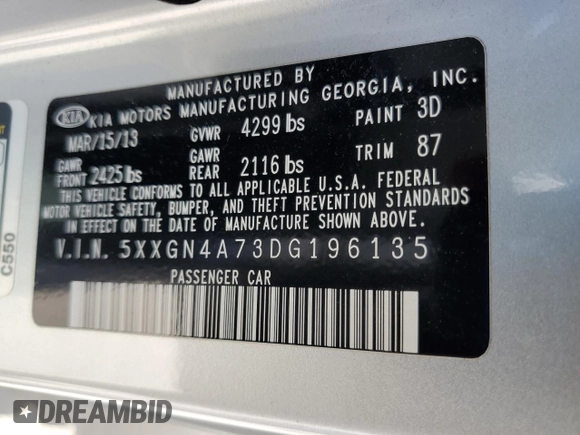 MANUFACTURED BY
KIA KIA MOTORS MANUFACTURING GEORGIA, INC.
MAR/15/13 GVWR 4299 lbs PAINT 3D
GAWR FRONT 2425 lbs GAWR REAR 2116 lbs TRIM 87
THIS VEHICLE CONFORMS TO ALL APPLICABLE U.S.A. FEDERAL
MOTOR VEHICLE SAFETY, BUMPER, AND THEFT PREVENTION STANDARDS
IN EFFECT ON THE DATE OF MANUFACTURE SHOWN ABOVE.
V.I.N. 5XXGN4A73DG196135
PASSENGER CAR
C550
DREAMBID